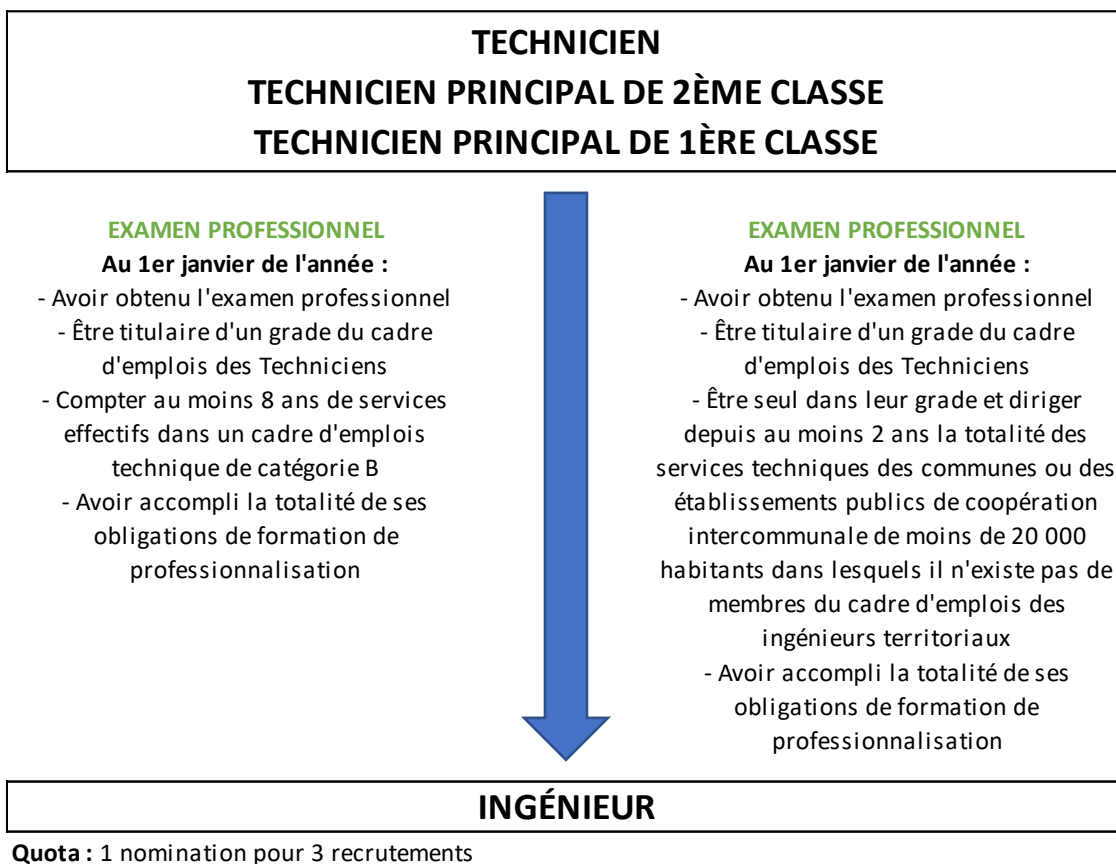 TECHNICIEN
TECHNICIEN PRINCIPAL DE 2ÈME CLASSE
TECHNICIEN PRINCIPAL DE 1ÈRE CLASSE
EXAMEN PROFESSIONNEL
Au 1er janvier de l'année :
- Avoir obtenu l'examen professionnel
- Être titulaire d'un grade du cadre
d'emplois des Techniciens
- Compter au moins 8 ans de services
effectifs dans un cadre d'emplois
technique de catégorie B
- Avoir accompli la totalité de ses
obligations de formation de
professionnalisation
EXAMEN PROFESSIONNEL
Au 1er janvier de l'année :
- Avoir obtenu l'examen professionnel
- Être titulaire d'un grade du cadre
d'emplois des Techniciens
- Être seul dans leur grade et diriger
depuis au moins 2 ans la totalité des
services techniques des communes ou des
établissements publics de coopération
intercommunale de moins de 20 000
habitants dans lesquels il n'existe pas de
membres du cadre d'emplois des
ingénieurs territoriaux
- Avoir accompli la totalité de ses
obligations de formation de
professionnalisation
INGÉNIEUR
Quota : 1 nomination pour 3 recrutements